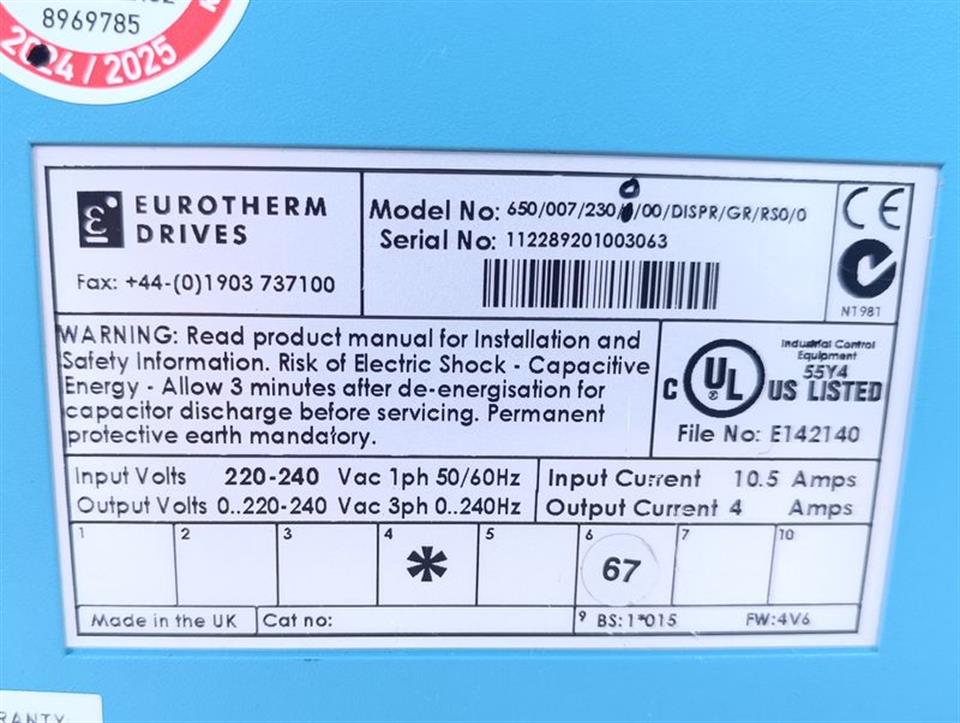 8969785
2024/2025
EUROTHERM
DRIVES
Fax: +44-(0)1903 737100
Model No: 650/007/230/0/00/DISPR/GR/RS0/0
Serial No: 112289201003063
CE
NT981
WARNING: Read product manual for Installation and
Safety Information. Risk of Electric Shock - Capacitive
Energy - Allow 3 minutes after de-energisation for
capacitor discharge before servicing. Permanent
protective earth mandatory.
Industrial Control
Equipment
55Y4
C UL US LISTED
File No: E142140
Input Volts 220-240 Vac 1ph 50/60Hz
Output Volts 0..220-240 Vac 3ph 0..240Hz
Input Current 10.5 Amps
Output Current 4 Amps
1 2 3 4 * 5 6 67 7 10
Made in the UK
Cat no:
9 BS:1*015 FW:4V6